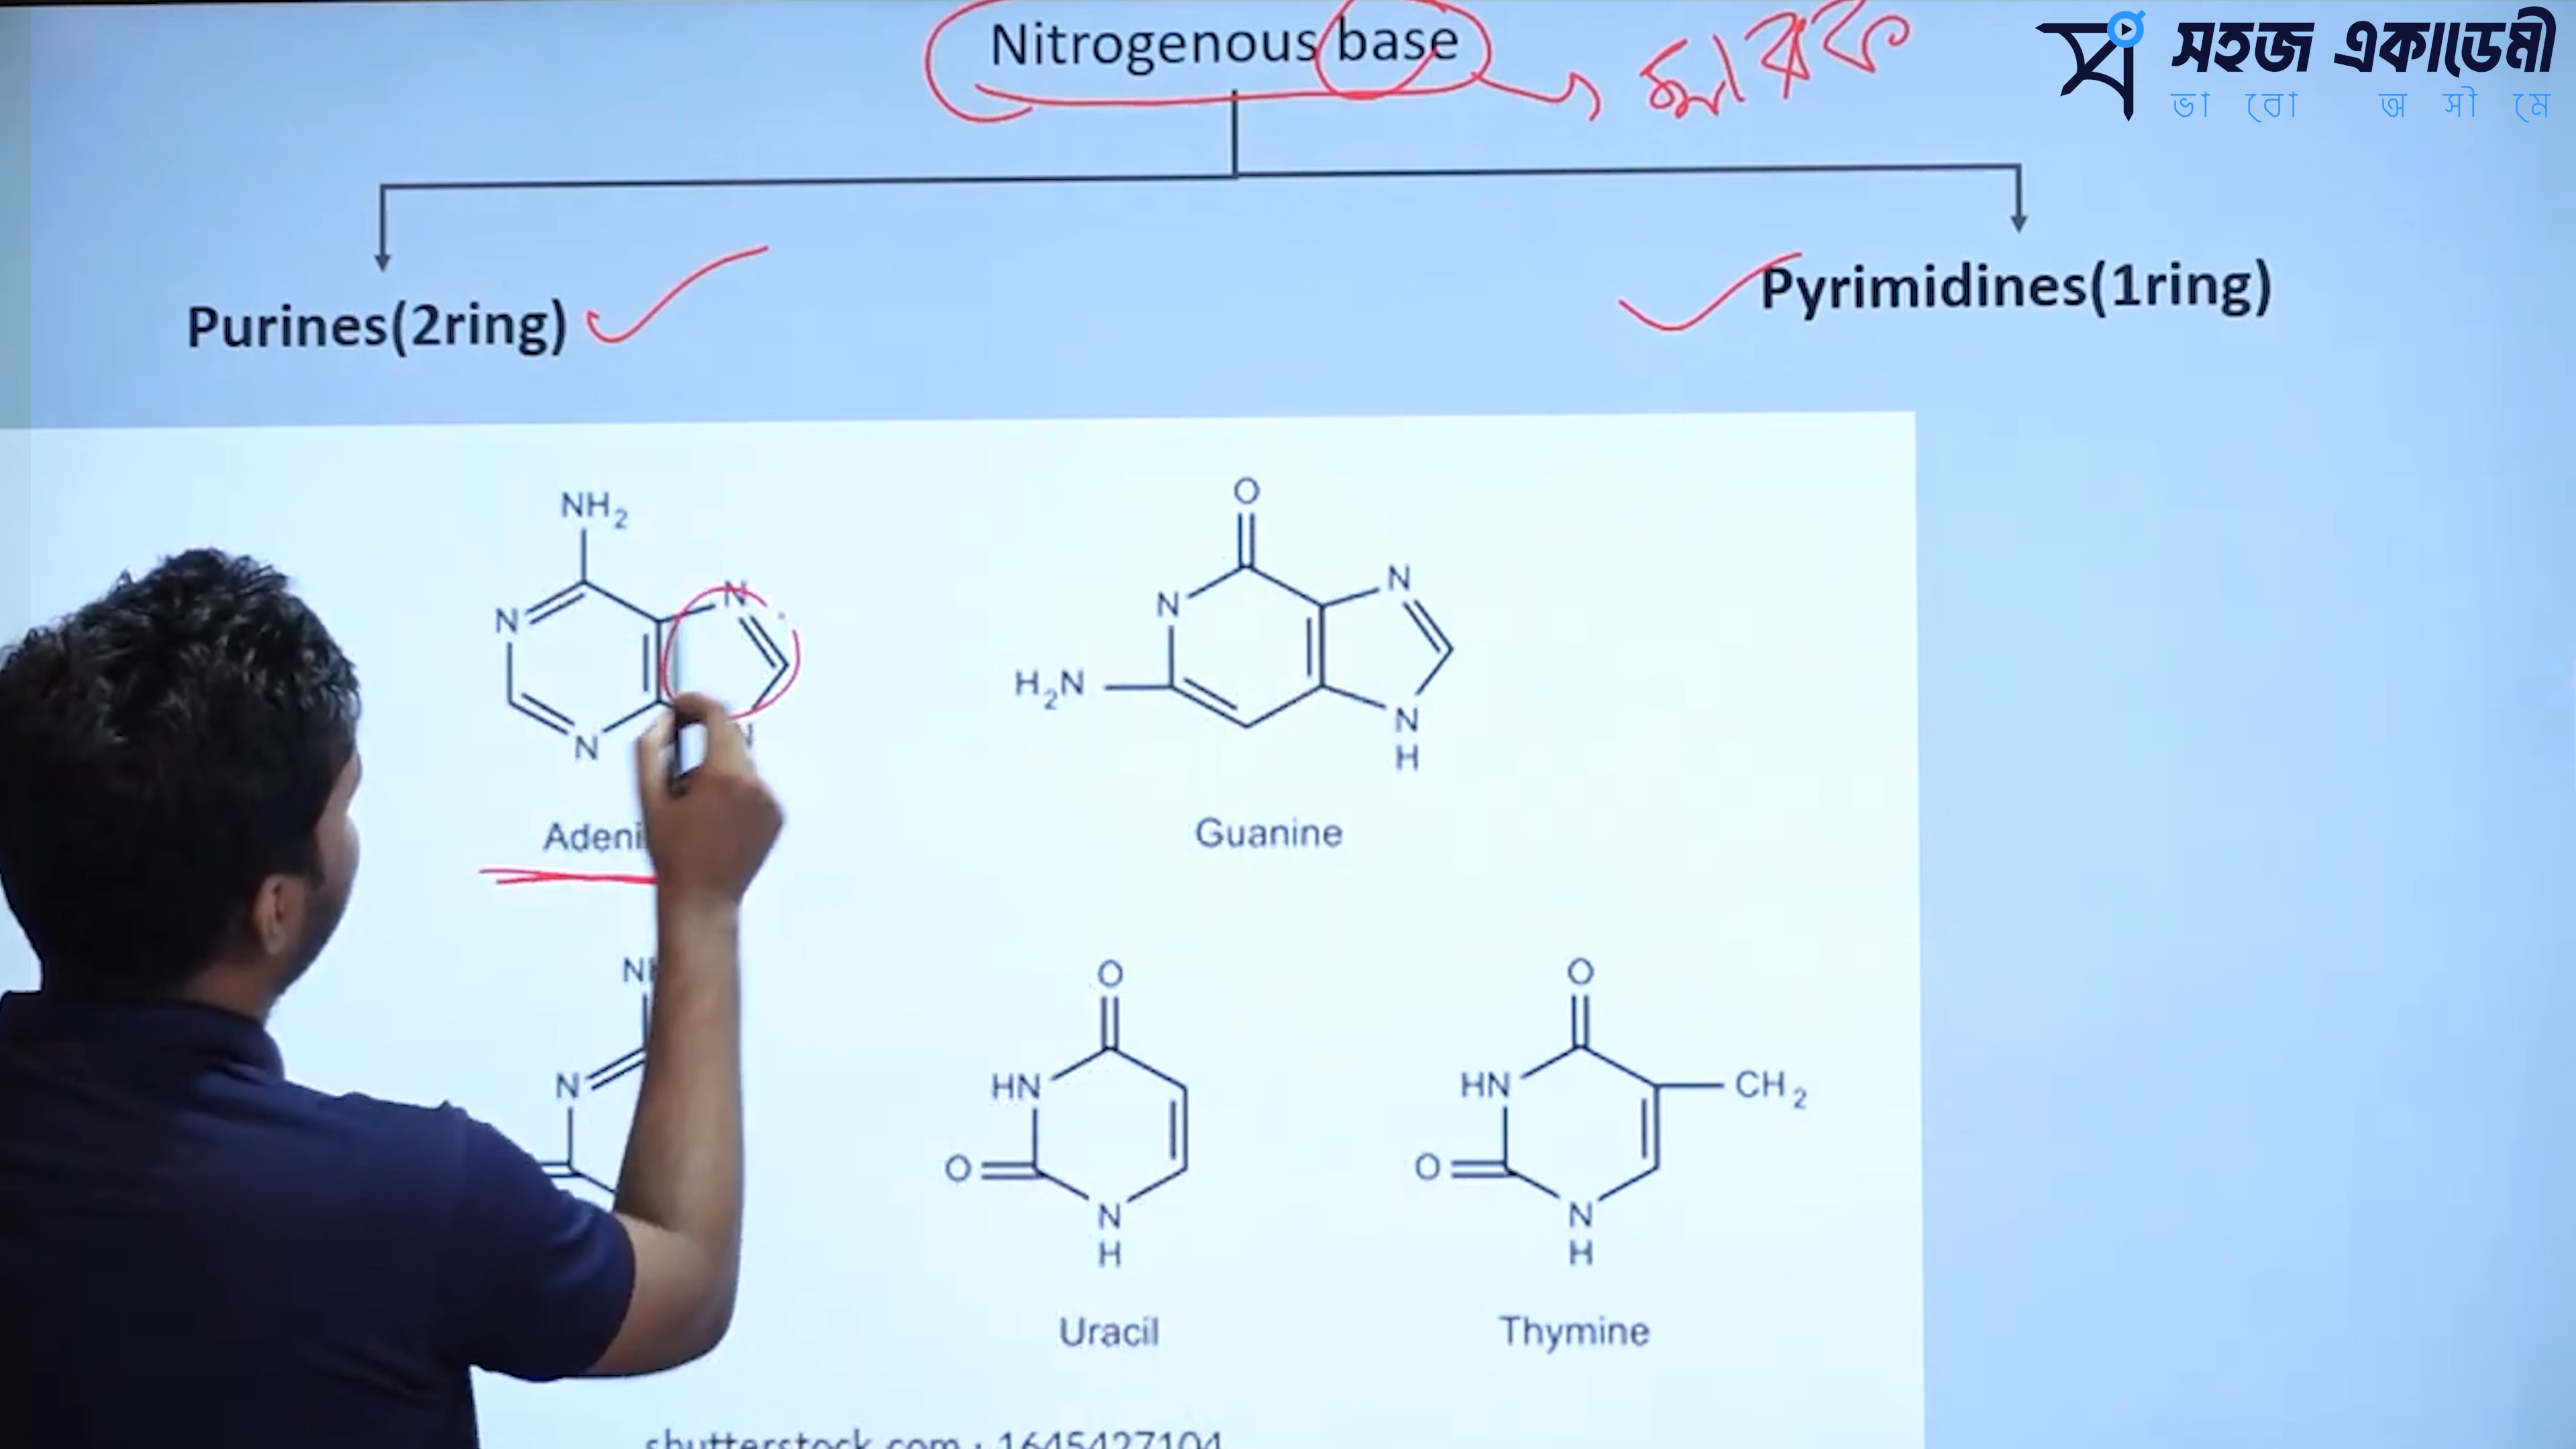 Nitrogenous base
ক্ষারক
সহজ একাডেমী
ভাবো অসীমে
Purines(2ring)
Pyrimidines(1ring)
NH2
N
N
N
Adeni
O
N
N
H2N
N
H
Guanine
N
O
HN
O
N
H
Uracil
O
HN
CH2
O
N
H
Thymine
shutterstock.com · 1645427104